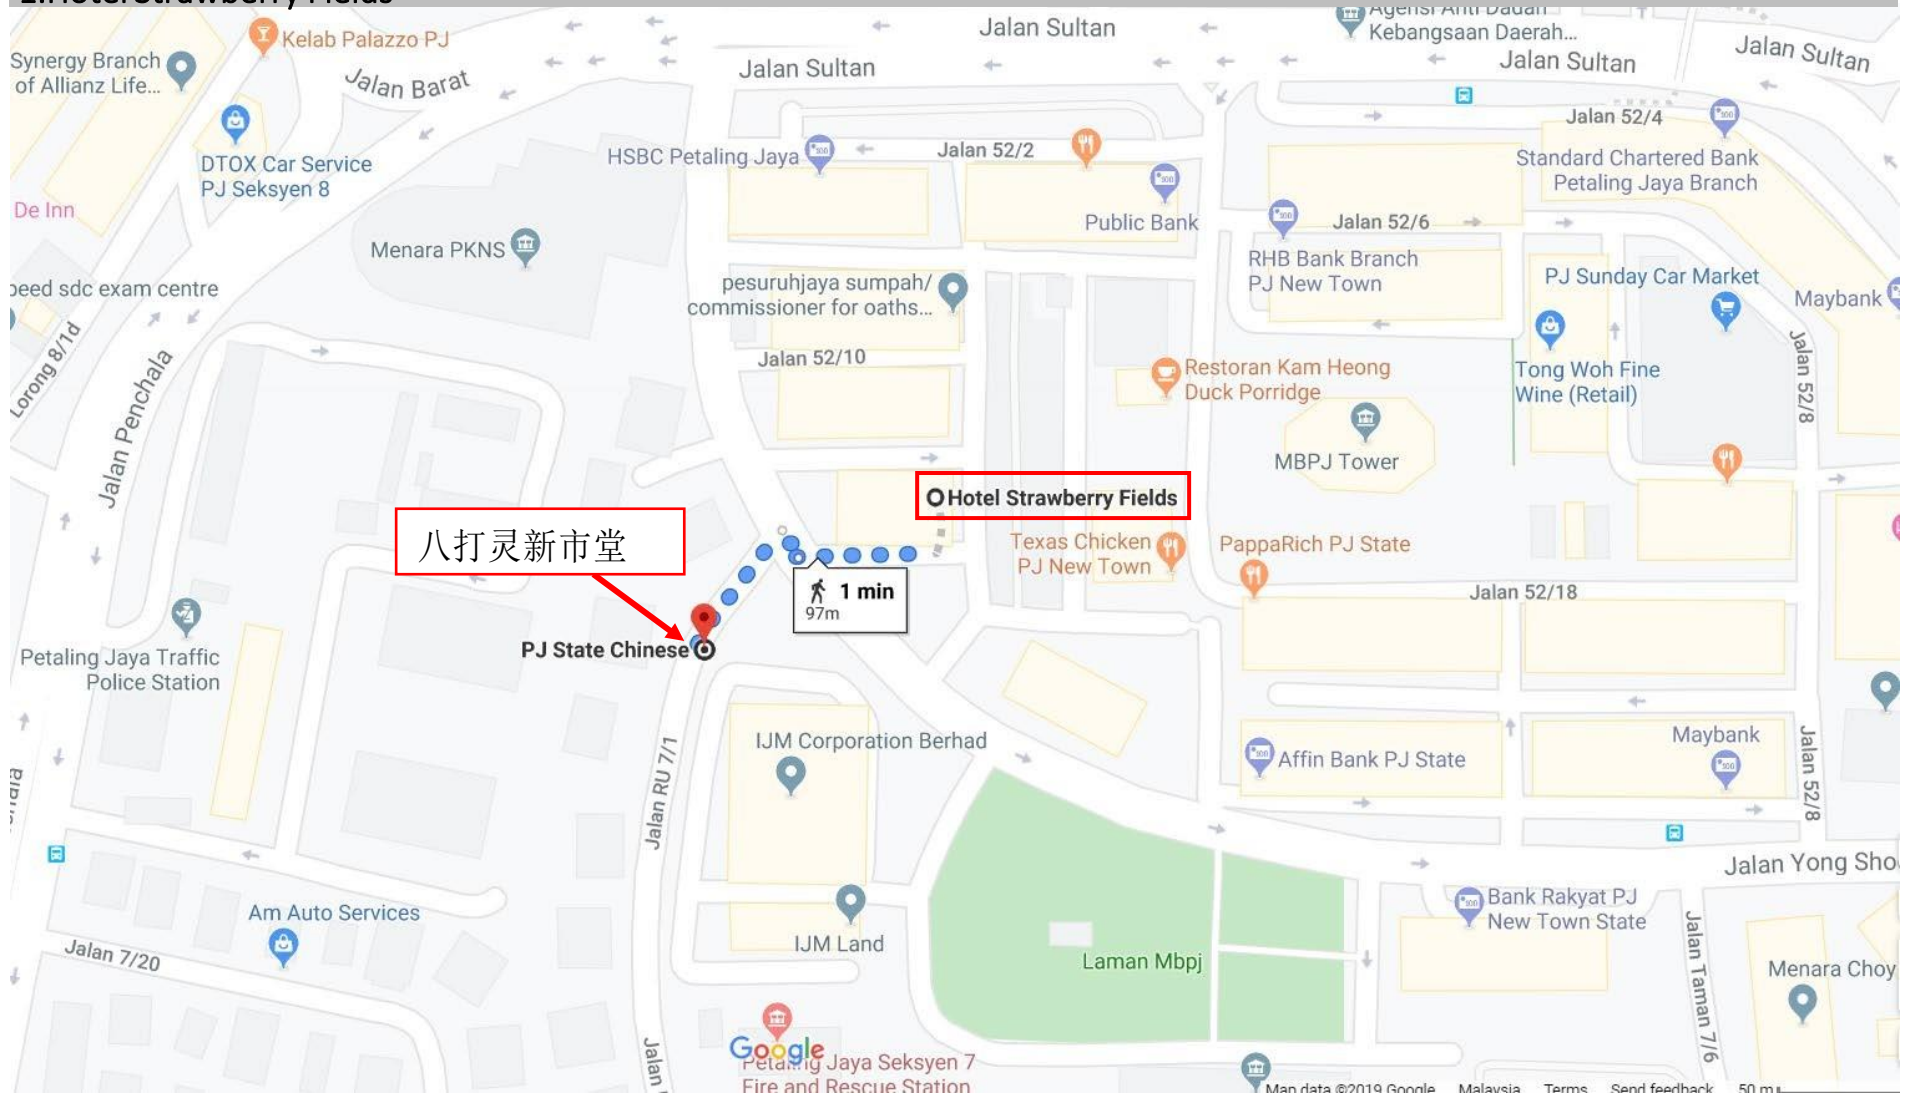 2.Hotel Strawberry Fields
Kelab Palazzo PJ
Jalan Sultan
Agensi Anti Dadah
Kebangsaan Daerah...
Synergy Branch
of Allianz Life...
Jalan Barat
Jalan Sultan
Jalan Sultan
Jalan Sultan
DTOX Car Service
PJ Seksyen 8
HSBC Petaling Jaya
Jalan 52/2
Jalan 52/4
Standard Chartered Bank
Petaling Jaya Branch
De Inn
Menara PKNS
Public Bank
Jalan 52/6
RHB Bank Branch
PJ New Town
PJ Sunday Car Market
Maybank
peed sdc exam centre
pesuruhjaya sumpah/
commissioner for oaths...
Lorong 8/1d
Jalan Penchala
Jalan 52/10
Restoran Kam Heong
Duck Porridge
Tong Woh Fine
Wine (Retail)
Jalan 52/8
MBPJ Tower
Hotel Strawberry Fields
八打灵新市堂
Texas Chicken
PJ New Town
PappaRich PJ State
1 min
97m
Jalan 52/18
PJ State Chinese
Petaling Jaya Traffic
Police Station
Jalan RU 7/1
IJM Corporation Berhad
Affin Bank PJ State
Maybank
Jalan 52/8
Jalan Yong Sho
Am Auto Services
Jalan 7/20
IJM Land
Laman Mbpj
Bank Rakyat PJ
New Town State
Jalan Taman 7/6
Menara Choy
Jalan
Google
Petaling Jaya Seksyen 7
Fire and Rescue Station
Map data ©2019 Google Malaysia Terms Send feedback 50 m